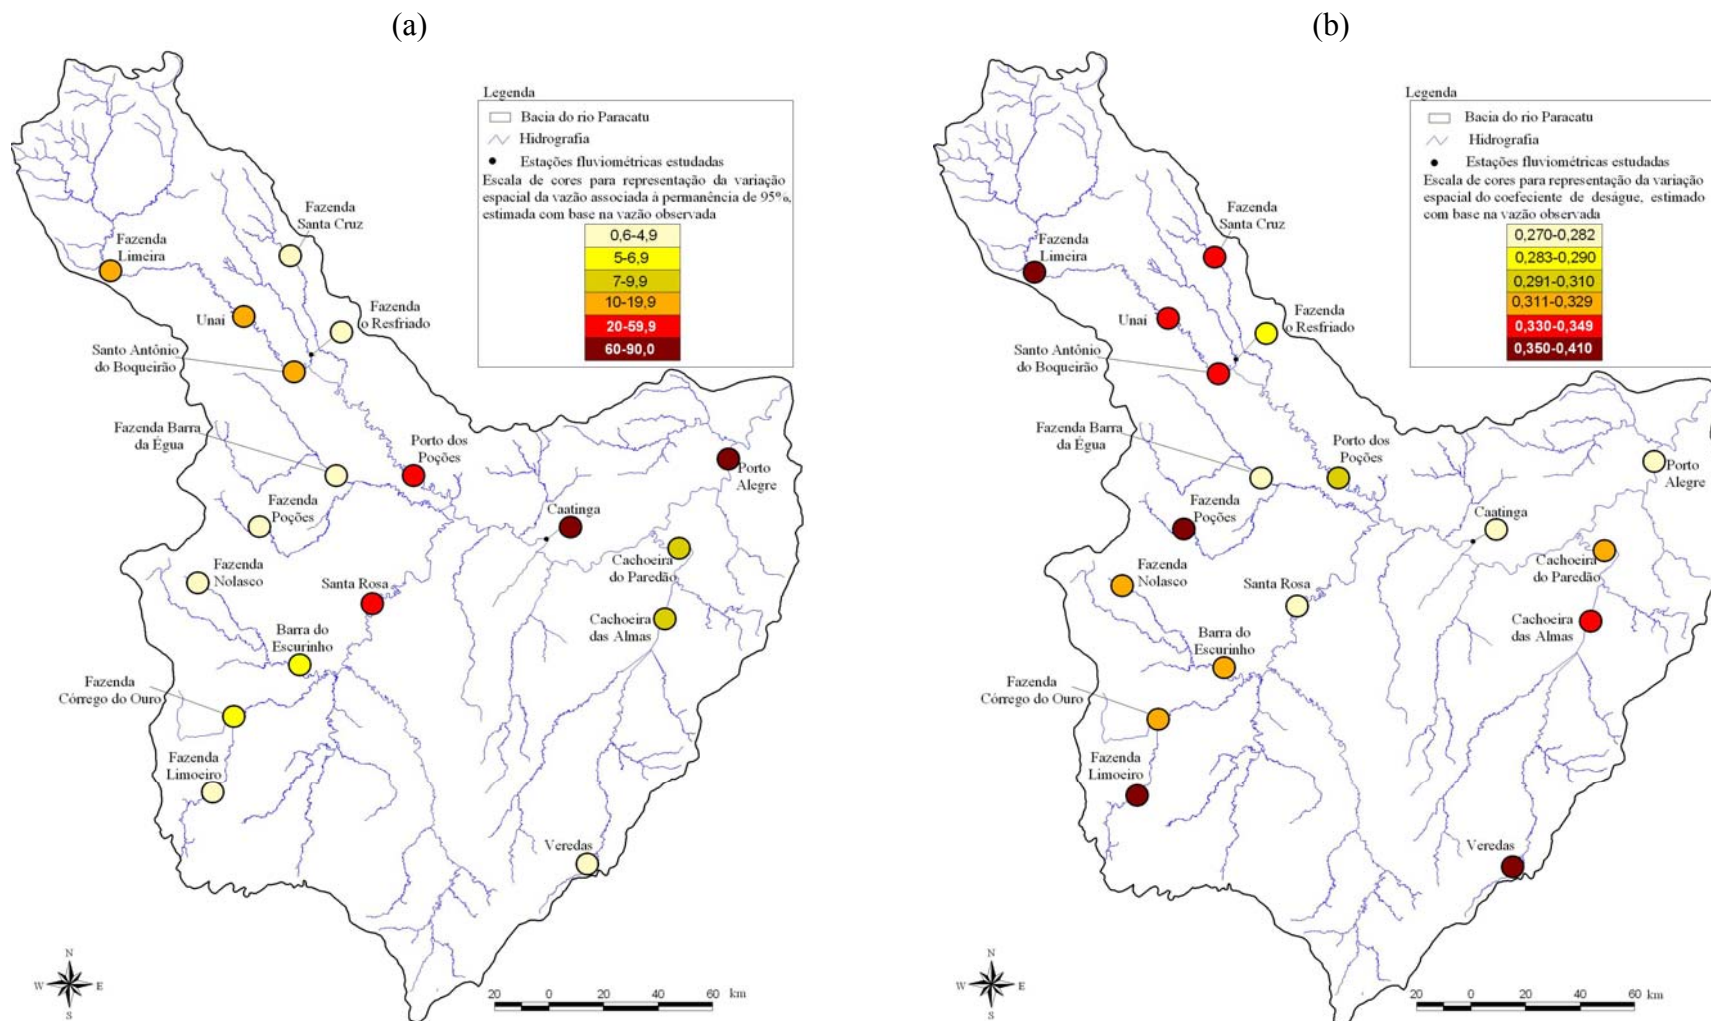 (a)
Legenda
Bacia do rio Paracatu
Hidrografia
Estações fluviométricas estudadas
Escala de cores para representação da variação
espacial da vazão associada à permanência de 95%,
estimada com base na vazão observada
0,6-4,9
5-6,9
7-9,9
10-19,9
20-59,9
60-90,0
Fazenda
Santa Cruz
Fazenda
Limeira
Unaí
Fazenda
o Resfriado
Santo Antônio
do Boqueirão
Fazenda Barra
da Égua
Porto dos
Poções
Porto
Alegre
Fazenda
Poções
Caatinga
Cachoeira
do Paredão
Fazenda
Nolasco
Santa Rosa
Cachoeira
das Almas
Barra do
Escurinho
Fazenda
Córrego do Ouro
Fazenda
Limoeiro
Veredas
N
W E
S
20 0 20 40 60 km
(b)
Legenda
Bacia do rio Paracatu
Hidrografia
Estações fluviométricas estudadas
Escala de cores para representação da variação
espacial do coefeciente de deságue, estimado
com base na vazão observada
0,270-0,282
0,283-0,290
0,291-0,310
0,311-0,329
0,330-0,349
0,350-0,410
Fazenda
Santa Cruz
Fazenda
Limeira
Unaí
Fazenda
o Resfriado
Santo Antônio
do Boqueirão
Fazenda Barra
da Égua
Porto dos
Poções
Porto
Alegre
Fazenda
Poções
Caatinga
Cachoeira
do Paredão
Fazenda
Nolasco
Santa Rosa
Cachoeira
das Almas
Barra do
Escurinho
Fazenda
Córrego do Ouro
Fazenda
Limoeiro
Veredas
N
W E
S
20 0 20 40 60 km